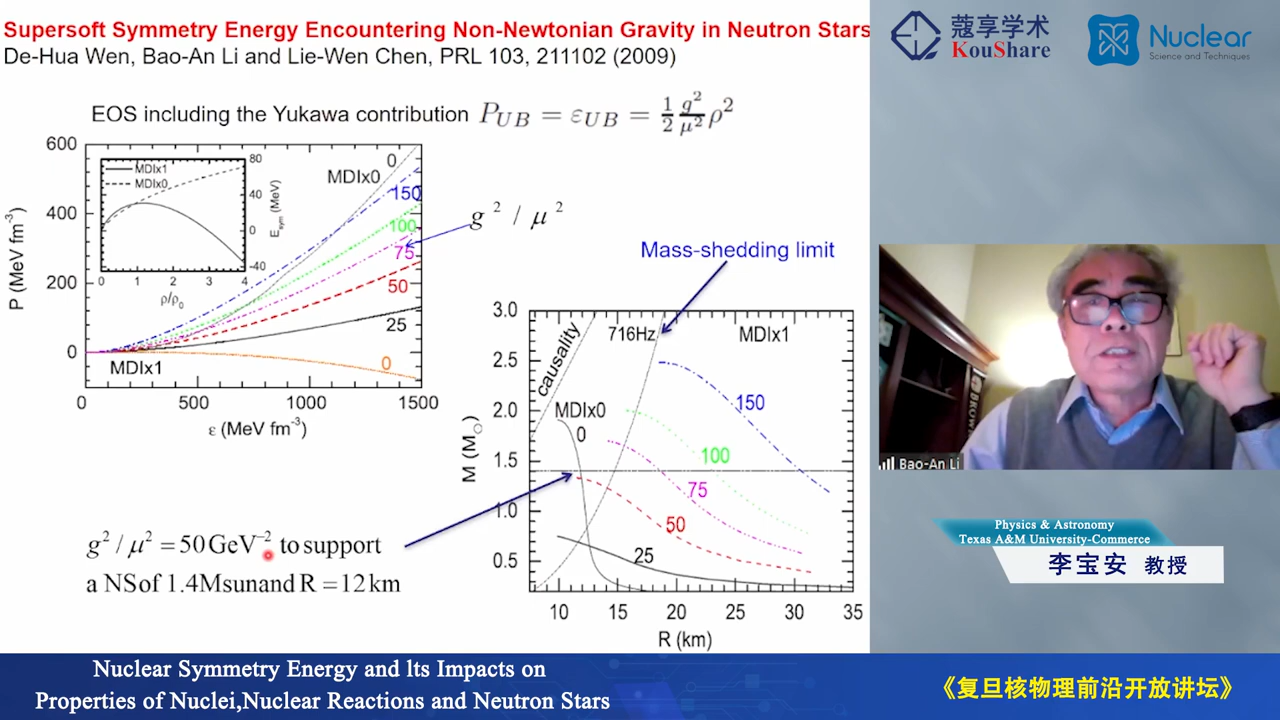 Supersoft Symmetry Energy Encountering Non-Newtonian Gravity in Neutron Stars
De-Hua Wen, Bao-An Li and Lie-Wen Chen, PRL 103, 211102 (2009)
EOS including the Yukawa contribution P_UB = ε_UB = 1/2 g²/μ² ρ²
600
400
200
0
P (MeV fm⁻³)
MDIx1
MDIx0
80
40
0
-40
E_sym (MeV)
0 1 2 3 4
ρ/ρ₀
MDIx0
0
150
100
75
50
25
0
MDIx1
0 500 1000 1500
ε (MeV fm⁻³)
g² / μ²
Mass-shedding limit
3.0
2.5
2.0
1.5
1.0
0.5
M (M☉)
causality
716Hz
MDIx1
MDIx0
0
150
100
75
50
25
10 15 20 25 30 35
R (km)
g² / μ² = 50 GeV⁻² to support
a NSof 1.4Msunand R = 12 km
蔻享学术
KouShare
Nuclear
Science and Techniques
BROWN
Bao-An Li
Physics & Astronomy
Texas A&M University-Commerce
李宝安 教授
Nuclear Symmetry Energy and lts Impacts on
Properties of Nuclei,Nuclear Reactions and Neutron Stars
《复旦核物理前沿开放讲坛》